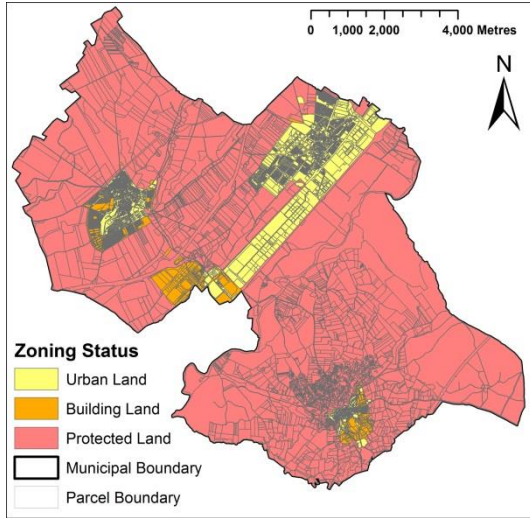 0 1,000 2,000 4,000 Metres
N
Zoning Status
Urban Land
Building Land
Protected Land
Municipal Boundary
Parcel Boundary